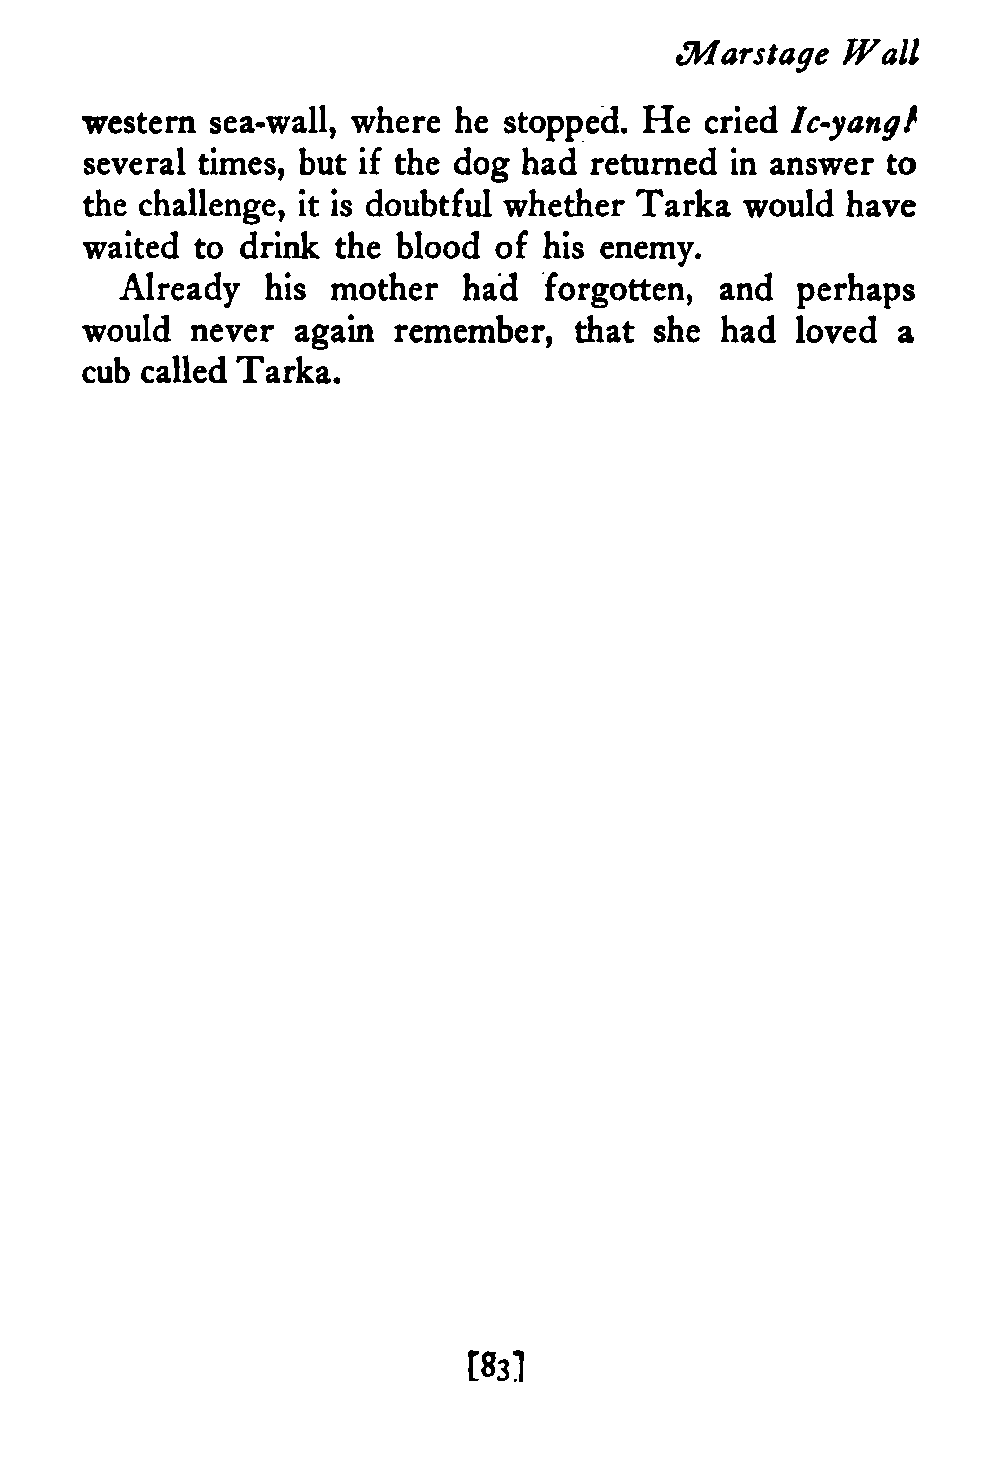 Marstage Wall
western sea-wall, where he stopped. He cried Ic-yang!
several times, but if the dog had returned in answer to
the challenge, it is doubtful whether Tarka would have
waited to drink the blood of his enemy.
Already his mother had forgotten, and perhaps
would never again remember, that she had loved a
cub called Tarka.
[83]